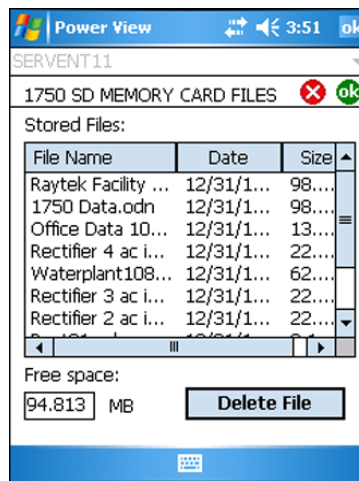 Power View 3:51 ok
SERVENT11
1750 SD MEMORY CARD FILES ok
Stored Files:
File Name Date Size
Raytek Facility ... 12/31/1... 98....
1750 Data.odn 12/31/1... 98....
Office Data 10... 12/31/1... 13....
Rectifier 4 ac i... 12/31/1... 22....
Waterplant108... 12/31/1... 62....
Rectifier 3 ac i... 12/31/1... 22....
Rectifier 2 ac i... 12/31/1... 22....
Free space:
94.813 MB Delete File